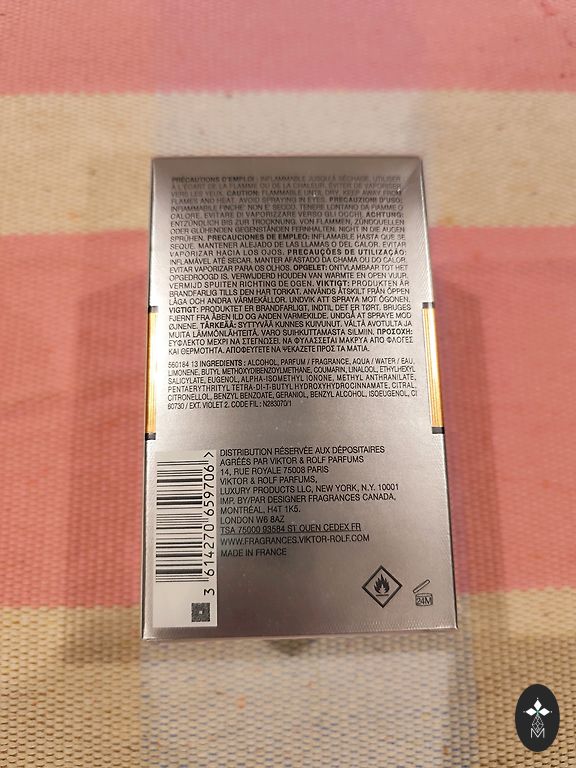 PRÉCAUTIONS D'EMPLOI : INFLAMMABLE JUSQU'À SÉCHAGE, UTILISER
À L'ÉCART DE LA FLAMME OU DE LA CHALEUR. ÉVITER DE VAPORISER
VERS LES YEUX. CAUTION: FLAMMABLE UNTIL DRY, KEEP AWAY FROM
FLAMES AND HEAT. AVOID SPRAYING IN EYES. PRECAUZIONI D'USO:
INFIAMMABILE FINCHE' NON E' SECCO. TENERE LONTANO DA FIAMME O
CALORE. EVITARE DI VAPORIZZARE VERSO GLI OCCHI. ACHTUNG:
ENTZÜNDLICH BIS ZUR TROCKNUNG. VON FLAMMEN, ZÜNDQUELLEN
ODER GLÜHENDEN GEGENSTÄNDEN FERNHALTEN. NICHT IN DIE AUGEN
SPRÜHEN. PRECAUCIONES DE EMPLEO: INFLAMABLE HASTA QUE SE
SEQUE. MANTENER ALEJADO DE LAS LLAMAS O DEL CALOR. EVITAR
VAPORIZAR HACIA LOS OJOS. PRECAUÇÕES DE UTILIZAÇÃO:
INFLAMÁVEL ATÉ SECAR. MANTER AFASTADO DA CHAMA OU DO CALOR.
EVITAR VAPORIZAR PARA OS OLHOS. OPGELET: ONTVLAMBAAR TOT HET
OPGEDROOGD IS. VERWIJDERD HOUDEN VAN WARMTE EN OPEN VUUR.
VERMIJD SPUITEN RICHTING DE OGEN. VIKTIGT: PRODUKTEN ÄR
BRANDFARLIG TILLS DEN HAR TORKAT. ANVÄNDS ÅTSKILT FRÅN ÖPPEN
LÅGA OCH ANDRA VÄRMEKÄLLOR. UNDVIK ATT SPRAYA MOT ÖGONEN.
VIGTIGT: PRODUKTET ER BRANDFARLIGT, INDTIL DET ER TØRT. BRUGES
FJERNT FRA ÅBEN ILD OG ANDEN VARMEKILDE. UNDGÅ AT SPRAYE MOD
ØJNENE. TÄRKEÄÄ: SYTTYVÄÄ KUNNES KUIVUNUT. VÄLTÄ AVOTULTA JA
MUITA LÄMMÖNLÄHTEITÄ. VARO SUIHKUTTAMASTA SILMIIN. ΠΡΟΣΟΧΗ:
ΕΥΦΛΕΚΤΟ ΜΕΧΡΙ ΝΑ ΣΤΕΓΝΩΣΕΙ. ΝΑ ΦΥΛΑΣΣΕΤΑΙ ΜΑΚΡΥΑ ΑΠΟ ΦΛΟΓΕΣ
ΚΑΙ ΘΕΡΜΟΤΗΤΑ. ΑΠΟΦΕΥΓΕΤΕ ΝΑ ΨΕΚΑΖΕΤΕ ΠΡΟΣ ΤΑ ΜΑΤΙΑ.
560184 13 INGREDIENTS : ALCOHOL, PARFUM / FRAGRANCE, AQUA / WATER / EAU,
LIMONENE, BUTYL METHOXYDIBENZOYLMETHANE, COUMARIN, LINALOOL, ETHYLHEXYL
SALICYLATE, EUGENOL, ALPHA-ISOMETHYL IONONE, METHYL ANTHRANILATE,
PENTAERYTHRITYL TETRA-DI-T-BUTYL HYDROXYHYDROCINNAMATE, CITRAL,
CITRONELLOL, BENZYL BENZOATE, GERANIOL, BENZYL ALCOHOL, ISOEUGENOL, CI
60730 / EXT. VIOLET 2. CODE FIL : N283070/1
DISTRIBUTION RÉSERVÉE AUX DÉPOSITAIRES
AGRÉÉS PAR VIKTOR & ROLF PARFUMS
14, RUE ROYALE 75008 PARIS
VIKTOR & ROLF PARFUMS,
LUXURY PRODUCTS LLC, NEW YORK, N.Y. 10001
IMP. BY/PAR DESIGNER FRAGRANCES CANADA,
MONTRÉAL, H4T 1K5.
LONDON W6 8AZ
TSA 75000 93584 ST OUEN CEDEX FR
WWW.FRAGRANCES.VIKTOR-ROLF.COM
MADE IN FRANCE
3 614270 659706 >
24M
M